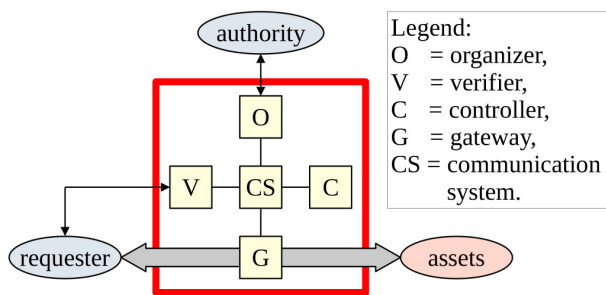 authority
O
V
CS
C
requester
G
assets
Legend:
O = organizer,
V = verifier,
C = controller,
G = gateway,
CS = communication
system.